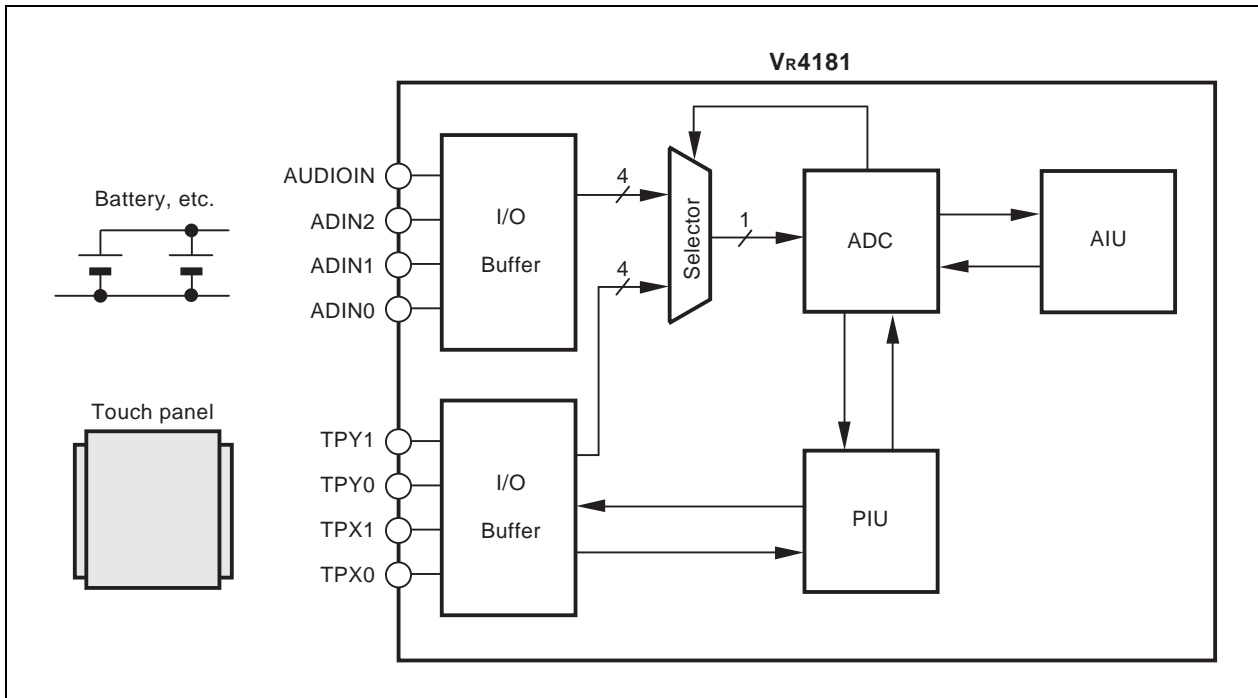 VR4181
AUDIOIN
ADIN2
ADIN1
ADIN0
Battery, etc.
I/O
Buffer
4
4
Selector
1
ADC
AIU
Touch panel
TPY1
TPY0
TPX1
TPX0
I/O
Buffer
PIU